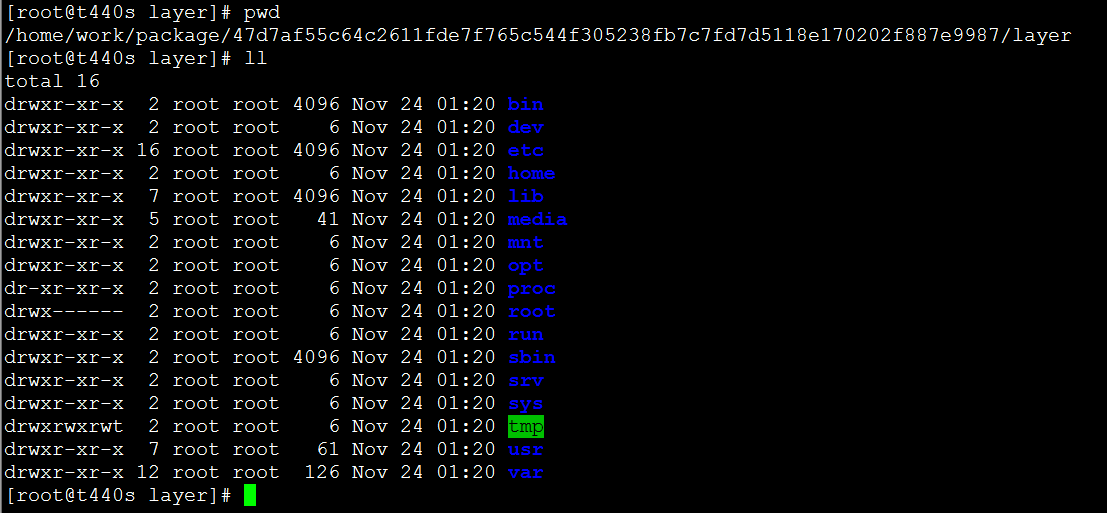 [root@t440s layer]# pwd
/home/work/package/47d7af55c64c2611fde7f765c544f305238fb7c7fd7d5118e170202f887e9987/layer
[root@t440s layer]# ll
total 16
drwxr-xr-x  2 root root 4096 Nov 24 01:20 bin
drwxr-xr-x  2 root root    6 Nov 24 01:20 dev
drwxr-xr-x 16 root root 4096 Nov 24 01:20 etc
drwxr-xr-x  2 root root    6 Nov 24 01:20 home
drwxr-xr-x  7 root root 4096 Nov 24 01:20 lib
drwxr-xr-x  5 root root   41 Nov 24 01:20 media
drwxr-xr-x  2 root root    6 Nov 24 01:20 mnt
drwxr-xr-x  2 root root    6 Nov 24 01:20 opt
dr-xr-xr-x  2 root root    6 Nov 24 01:20 proc
drwx------  2 root root    6 Nov 24 01:20 root
drwxr-xr-x  2 root root    6 Nov 24 01:20 run
drwxr-xr-x  2 root root 4096 Nov 24 01:20 sbin
drwxr-xr-x  2 root root    6 Nov 24 01:20 srv
drwxr-xr-x  2 root root    6 Nov 24 01:20 sys
drwxrwxrwt  2 root root    6 Nov 24 01:20 tmp
drwxr-xr-x  7 root root   61 Nov 24 01:20 usr
drwxr-xr-x 12 root root  126 Nov 24 01:20 var
[root@t440s layer]#